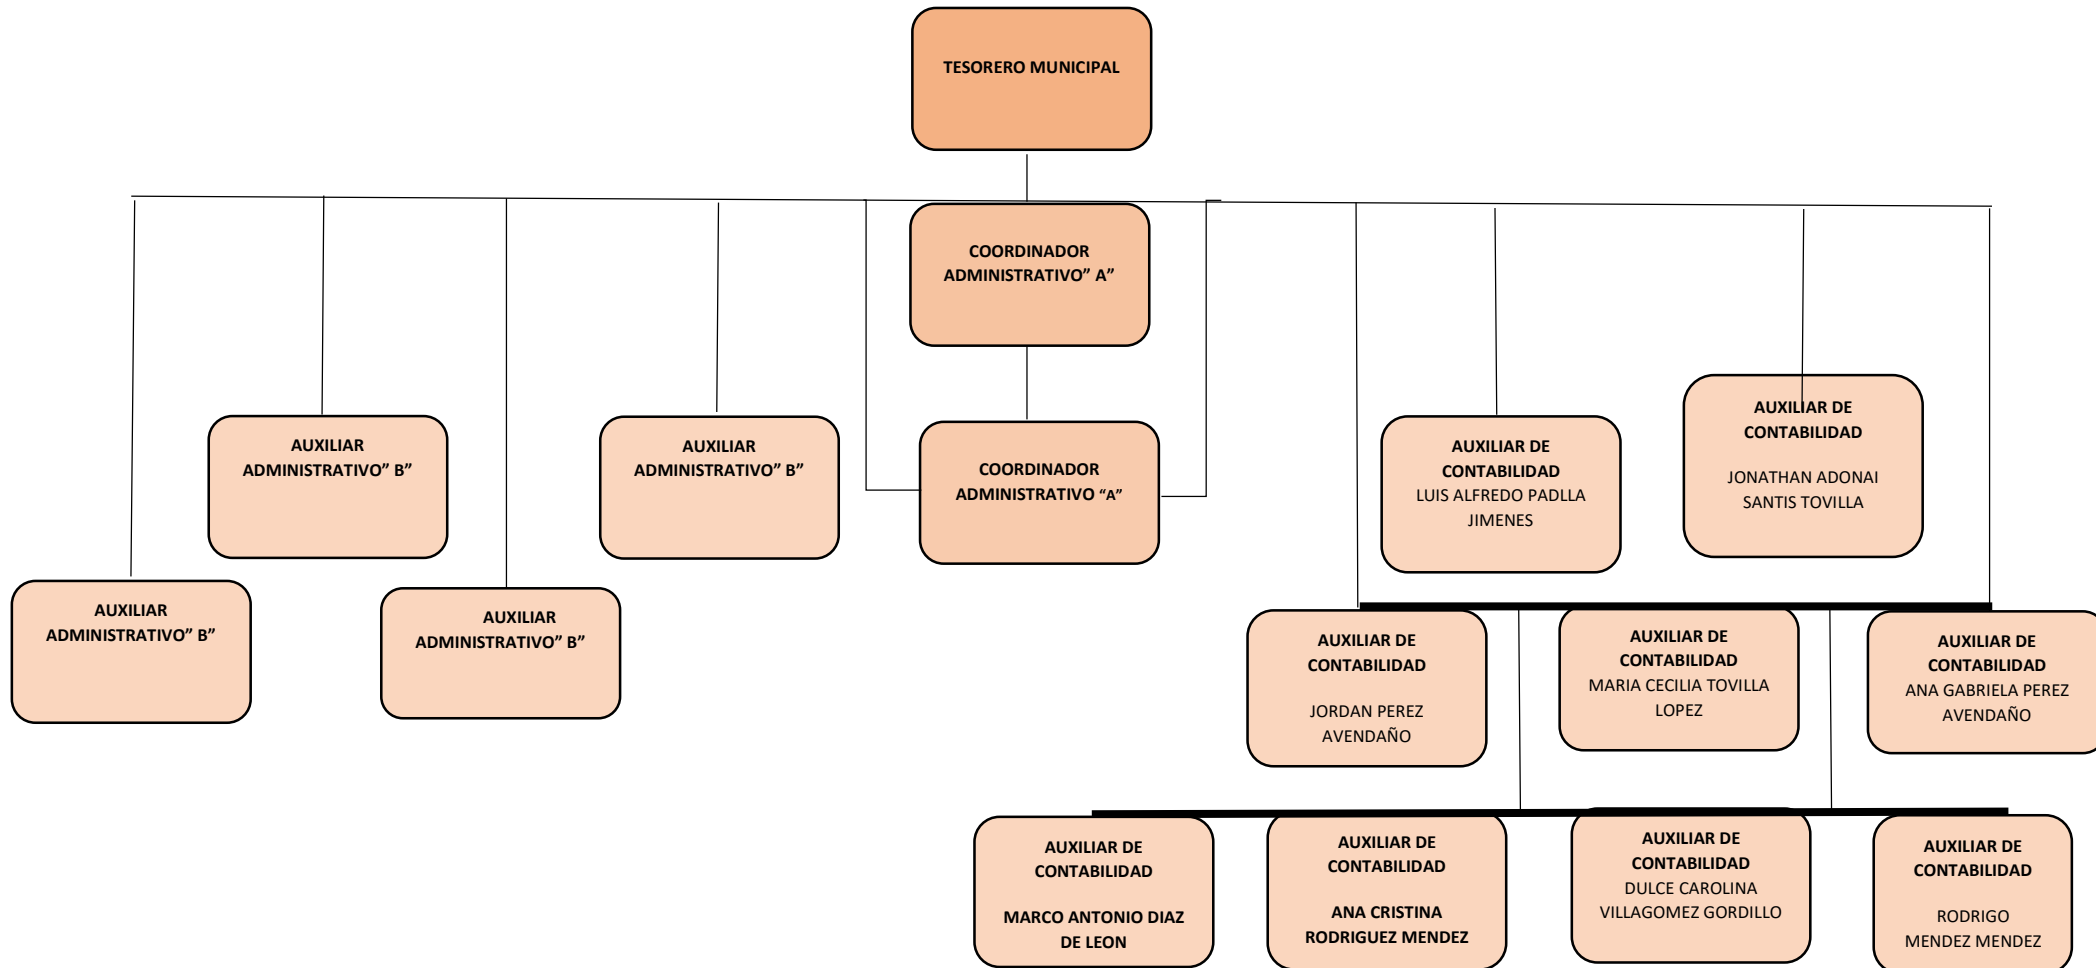 TESORERO MUNICIPAL
COORDINADOR
ADMINISTRATIVO” A”
AUXILIAR
ADMINISTRATIVO” B”
AUXILIAR
ADMINISTRATIVO” B”
COORDINADOR
ADMINISTRATIVO “A”
AUXILIAR DE
CONTABILIDAD
LUIS ALFREDO PADLLA
JIMENES
AUXILIAR DE
CONTABILIDAD
JONATHAN ADONAI
SANTIS TOVILLA
AUXILIAR
ADMINISTRATIVO” B”
AUXILIAR
ADMINISTRATIVO” B”
AUXILIAR DE
CONTABILIDAD
JORDAN PEREZ
AVENDAÑO
AUXILIAR DE
CONTABILIDAD
MARIA CECILIA TOVILLA
LOPEZ
AUXILIAR DE
CONTABILIDAD
ANA GABRIELA PEREZ
AVENDAÑO
AUXILIAR DE
CONTABILIDAD
MARCO ANTONIO DIAZ
DE LEON
AUXILIAR DE
CONTABILIDAD
ANA CRISTINA
RODRIGUEZ MENDEZ
AUXILIAR DE
CONTABILIDAD
DULCE CAROLINA
VILLAGOMEZ GORDILLO
AUXILIAR DE
CONTABILIDAD
RODRIGO
MENDEZ MENDEZ